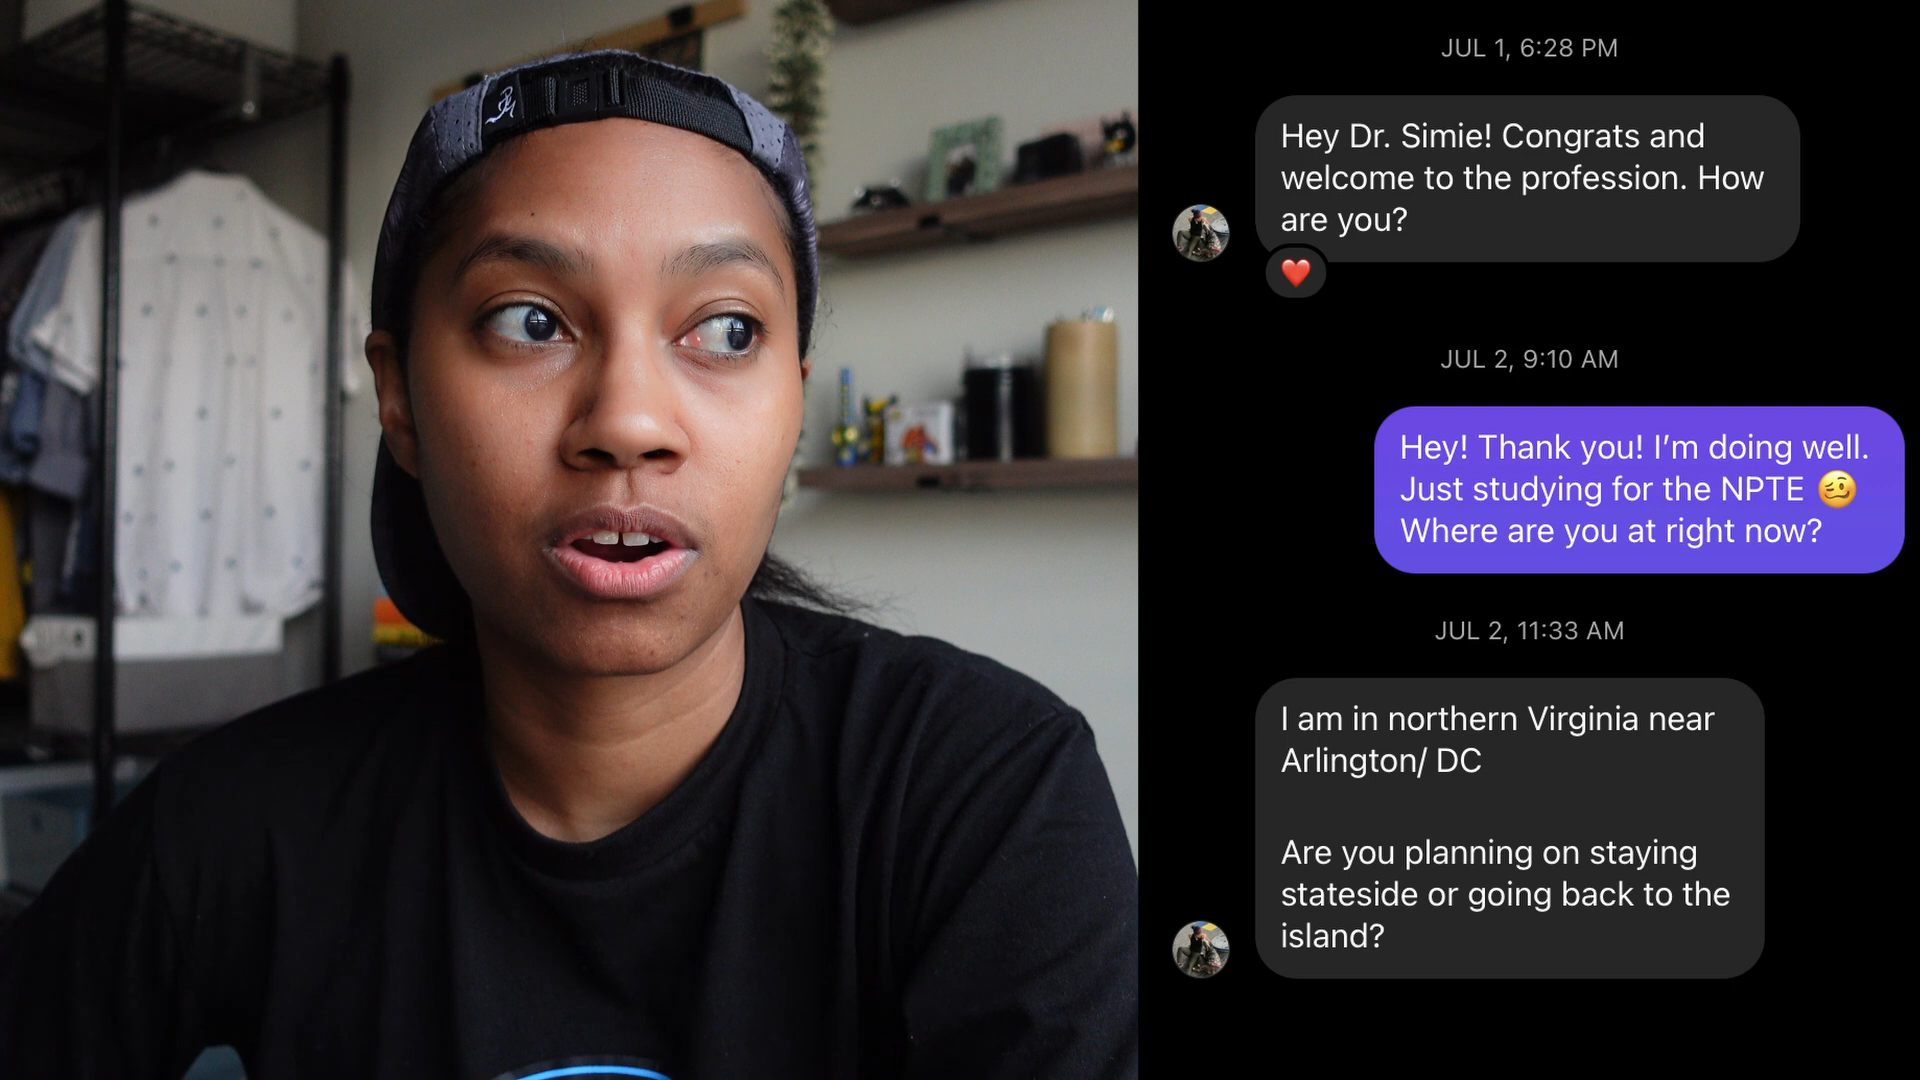 JUL 1, 6:28 PM
Hey Dr. Simie! Congrats and
welcome to the profession. How
are you?
❤️
JUL 2, 9:10 AM
Hey! Thank you! I’m doing well.
Just studying for the NPTE 🥴
Where are you at right now?
JUL 2, 11:33 AM
I am in northern Virginia near
Arlington/ DC
Are you planning on staying
stateside or going back to the
island?